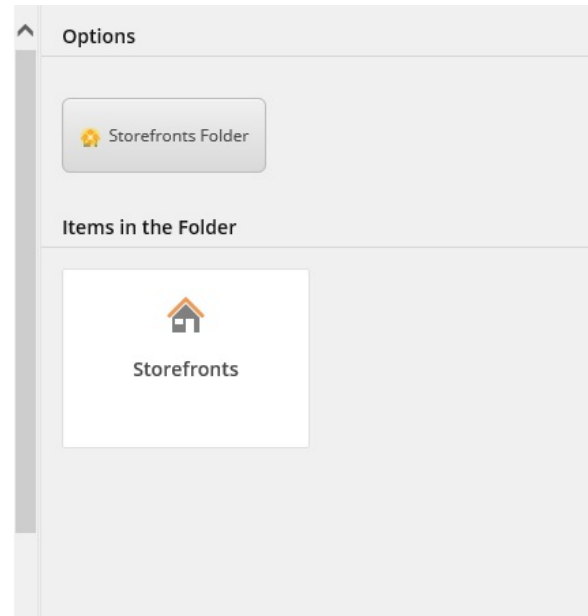 Options
Storefronts Folder
Items in the Folder
Storefronts